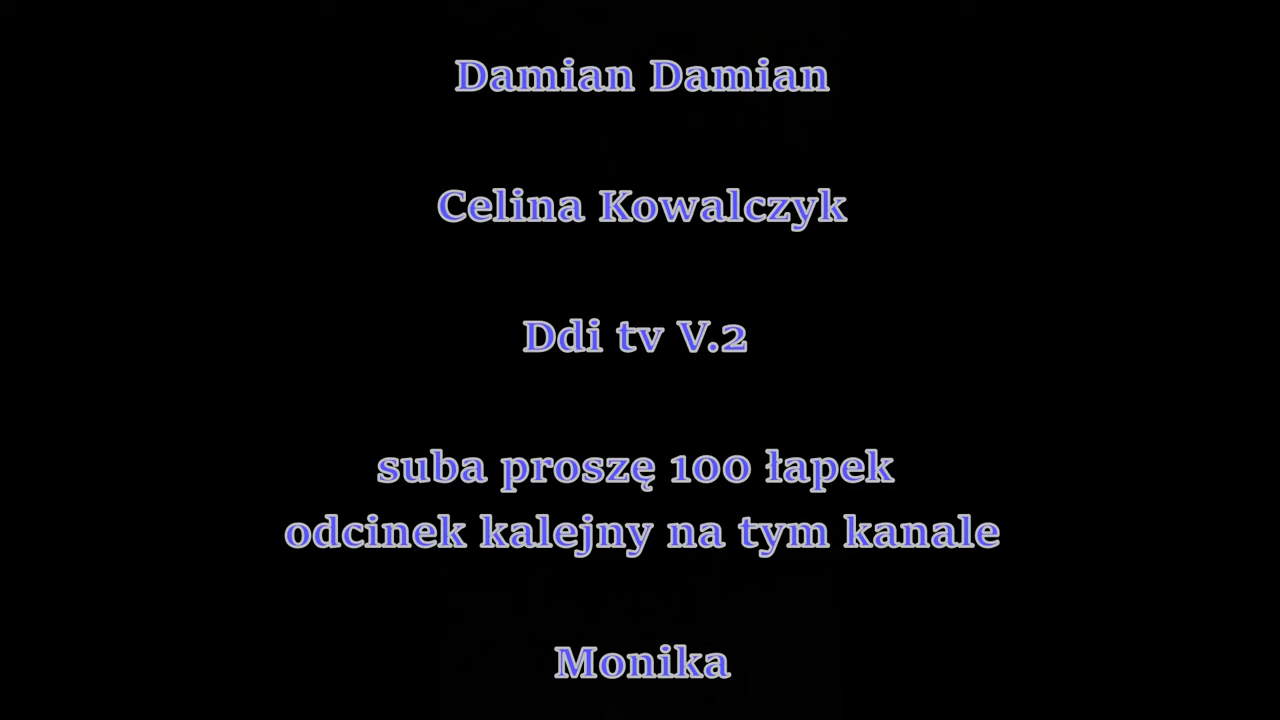 Damian Damian
Celina Kowalczyk
Ddi tv V.2
suba proszę 100 łapek
odcinek kalejny na tym kanale
Monika